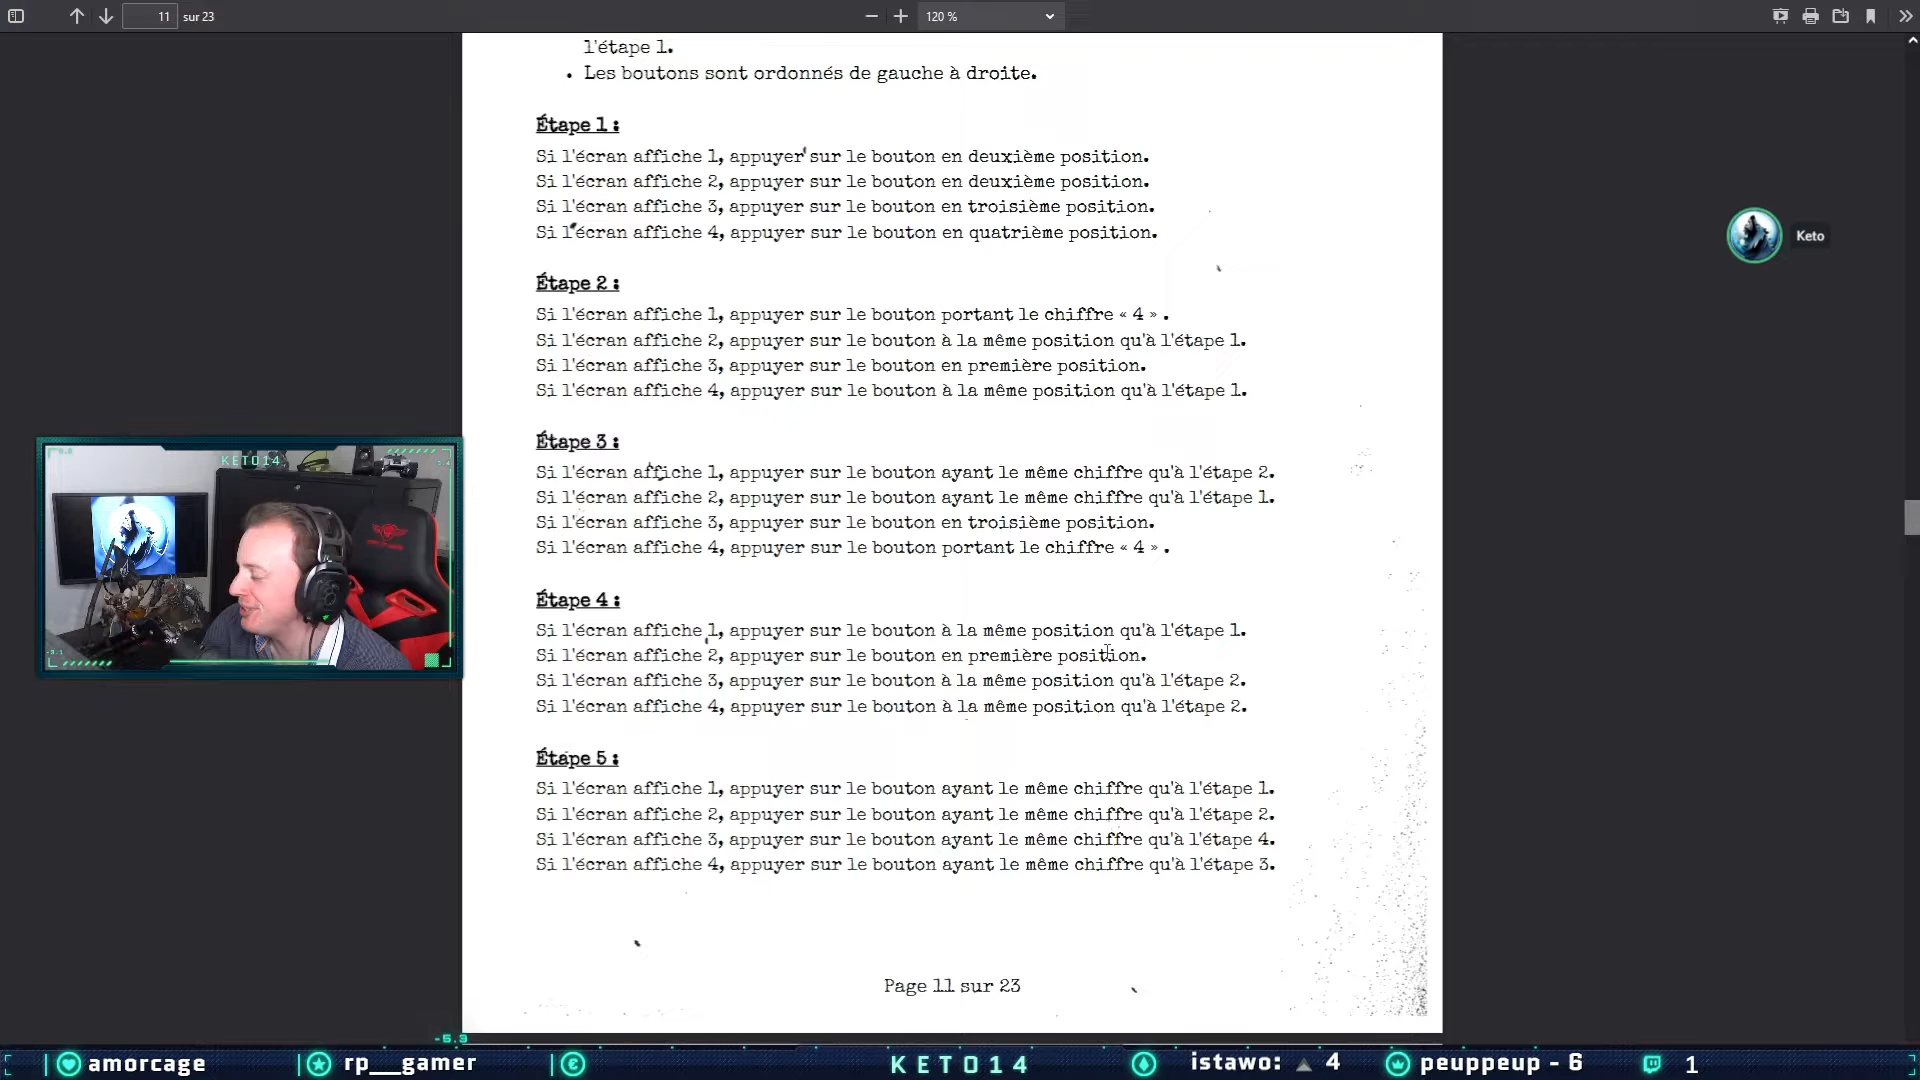 11 sur 23
120 %
l'étape 1.
• Les boutons sont ordonnés de gauche à droite.
Étape 1 :
Si l'écran affiche 1, appuyer sur le bouton en deuxième position.
Si l'écran affiche 2, appuyer sur le bouton en deuxième position.
Si l'écran affiche 3, appuyer sur le bouton en troisième position.
Si l'écran affiche 4, appuyer sur le bouton en quatrième position.
Keto
Étape 2 :
Si l'écran affiche 1, appuyer sur le bouton portant le chiffre « 4 » .
Si l'écran affiche 2, appuyer sur le bouton à la même position qu'à l'étape 1.
Si l'écran affiche 3, appuyer sur le bouton en première position.
Si l'écran affiche 4, appuyer sur le bouton à la même position qu'à l'étape 1.
Étape 3 :
Si l'écran affiche 1, appuyer sur le bouton ayant le même chiffre qu'à l'étape 2.
Si l'écran affiche 2, appuyer sur le bouton ayant le même chiffre qu'à l'étape 1.
Si l'écran affiche 3, appuyer sur le bouton en troisième position.
Si l'écran affiche 4, appuyer sur le bouton portant le chiffre « 4 » .
KETO14
Étape 4 :
Si l'écran affiche 1, appuyer sur le bouton à la même position qu'à l'étape 1.
Si l'écran affiche 2, appuyer sur le bouton en première position.
Si l'écran affiche 3, appuyer sur le bouton à la même position qu'à l'étape 2.
Si l'écran affiche 4, appuyer sur le bouton à la même position qu'à l'étape 2.
Étape 5 :
Si l'écran affiche 1, appuyer sur le bouton ayant le même chiffre qu'à l'étape 1.
Si l'écran affiche 2, appuyer sur le bouton ayant le même chiffre qu'à l'étape 2.
Si l'écran affiche 3, appuyer sur le bouton ayant le même chiffre qu'à l'étape 4.
Si l'écran affiche 4, appuyer sur le bouton ayant le même chiffre qu'à l'étape 3.
Page 11 sur 23
amorcage rp__gamer KETO14 istawo: 4 peuppeup - 6 1